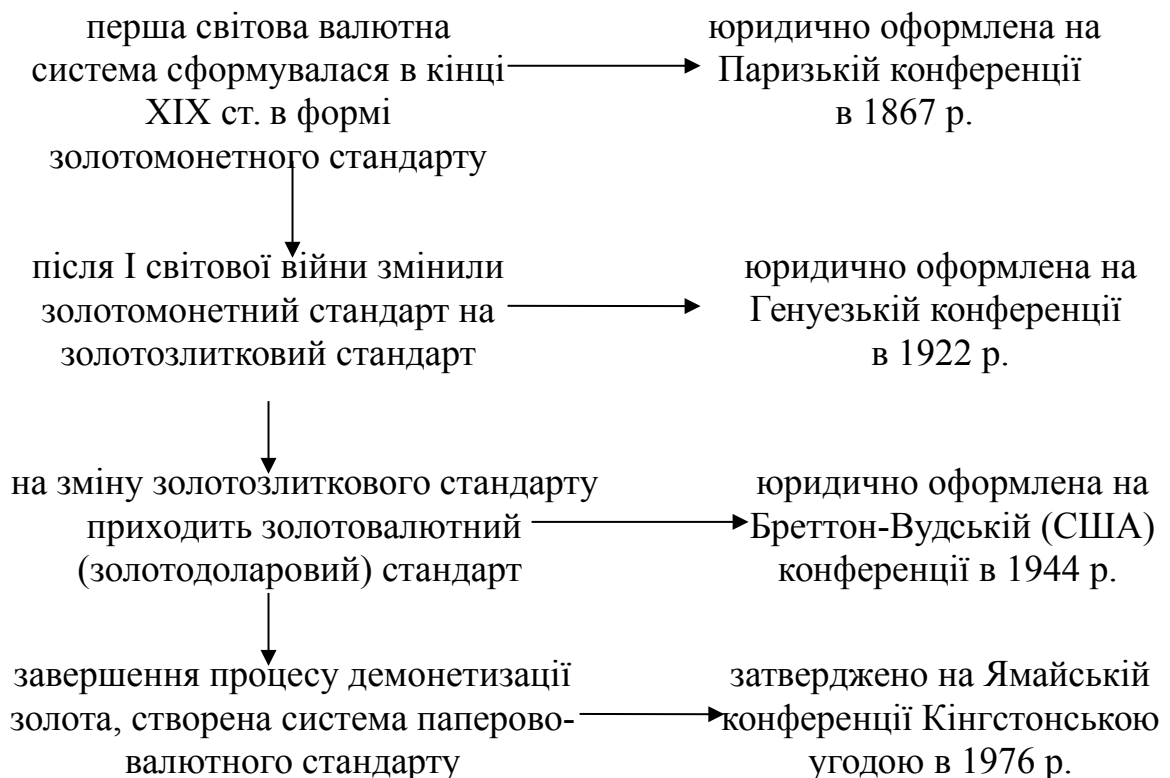 перша світова валютна
система сформувалася в кінці
XIX ст. в формі
золотомонетного стандарту
юридично оформлена на
Паризькій конференції
в 1867 р.
після І світової війни змінили
золотомонетний стандарт на
золотозлитковий стандарт
юридично оформлена на
Генуезькій конференції
в 1922 р.
на зміну золотозлиткового стандарту
приходить золотовалютний
(золотодоларовий) стандарт
юридично оформлена на
Бреттон-Вудській (США)
конференції в 1944 р.
завершення процесу демонетизації
золота, створена система паперово-
валютного стандарту
затверджено на Ямайській
конференції Кінгстонською
угодою в 1976 р.